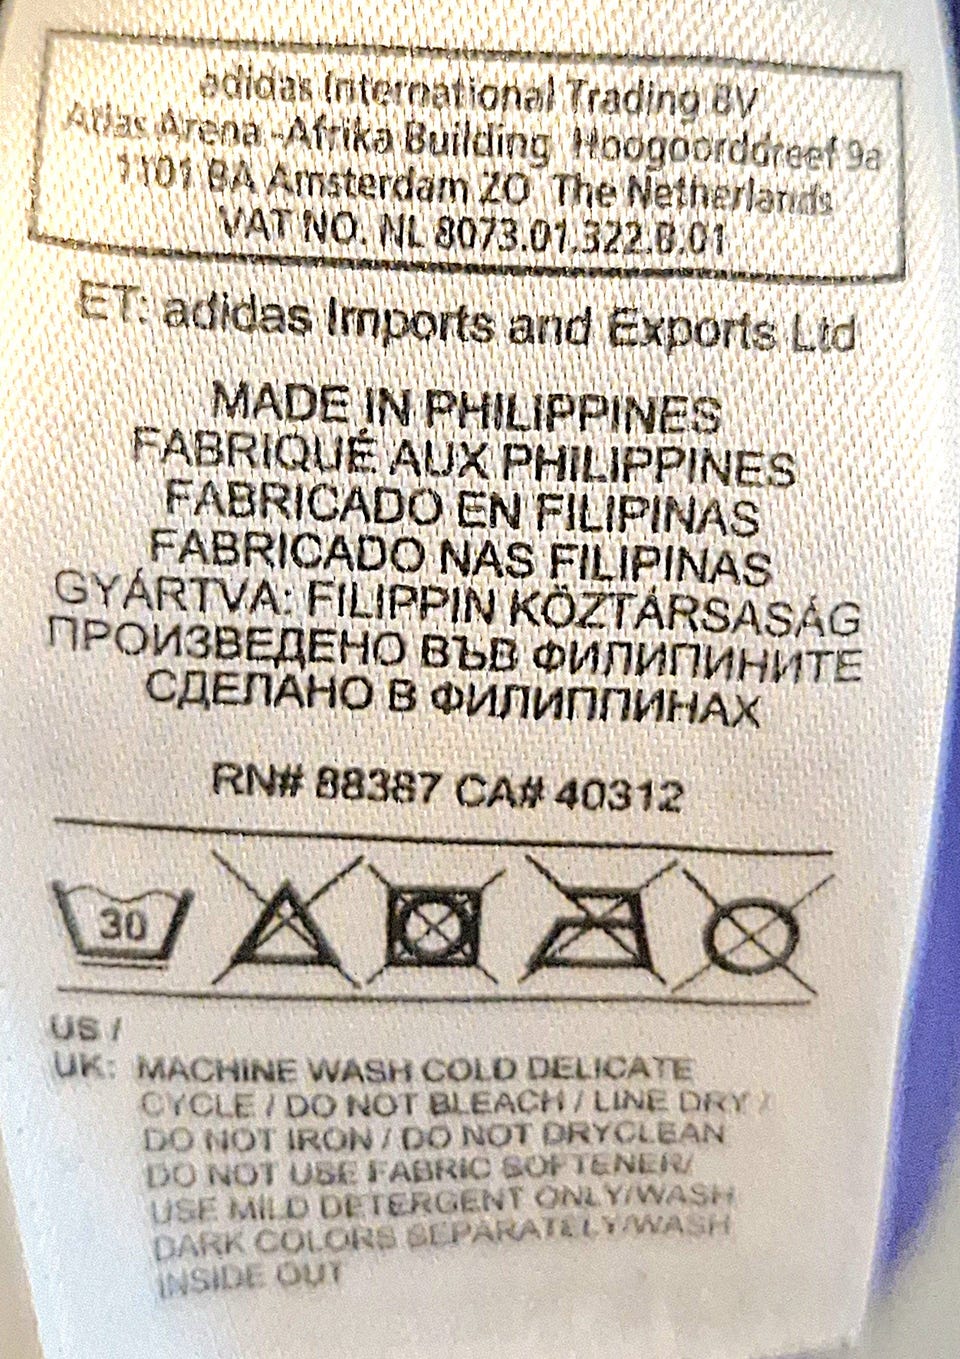 adidas International Trading BV
Atlas Arena -Afrika Building Hoogoorddreef 9a
1101 BA Amsterdam ZO The Netherlands
VAT NO. NL 8073.01.322.B.01
ET: adidas Imports and Exports Ltd
MADE IN PHILIPPINES
FABRIQUÉ AUX PHILIPPINES
FABRICADO EN FILIPINAS
FABRICADO NAS FILIPINAS
GYÁRTVA: FILIPPIN KÖZTÁRSASÁG
ПРОИЗВЕДЕНО ВЪВ ФИЛИПИНИТЕ
СДЕЛАНО В ФИЛИППИНАХ
RN# 88387 CA# 40312
30
US /
UK: MACHINE WASH COLD DELICATE
CYCLE / DO NOT BLEACH / LINE DRY /
DO NOT IRON / DO NOT DRYCLEAN
DO NOT USE FABRIC SOFTENER/
USE MILD DETERGENT ONLY/WASH
DARK COLORS SEPARATELY/WASH
INSIDE OUT